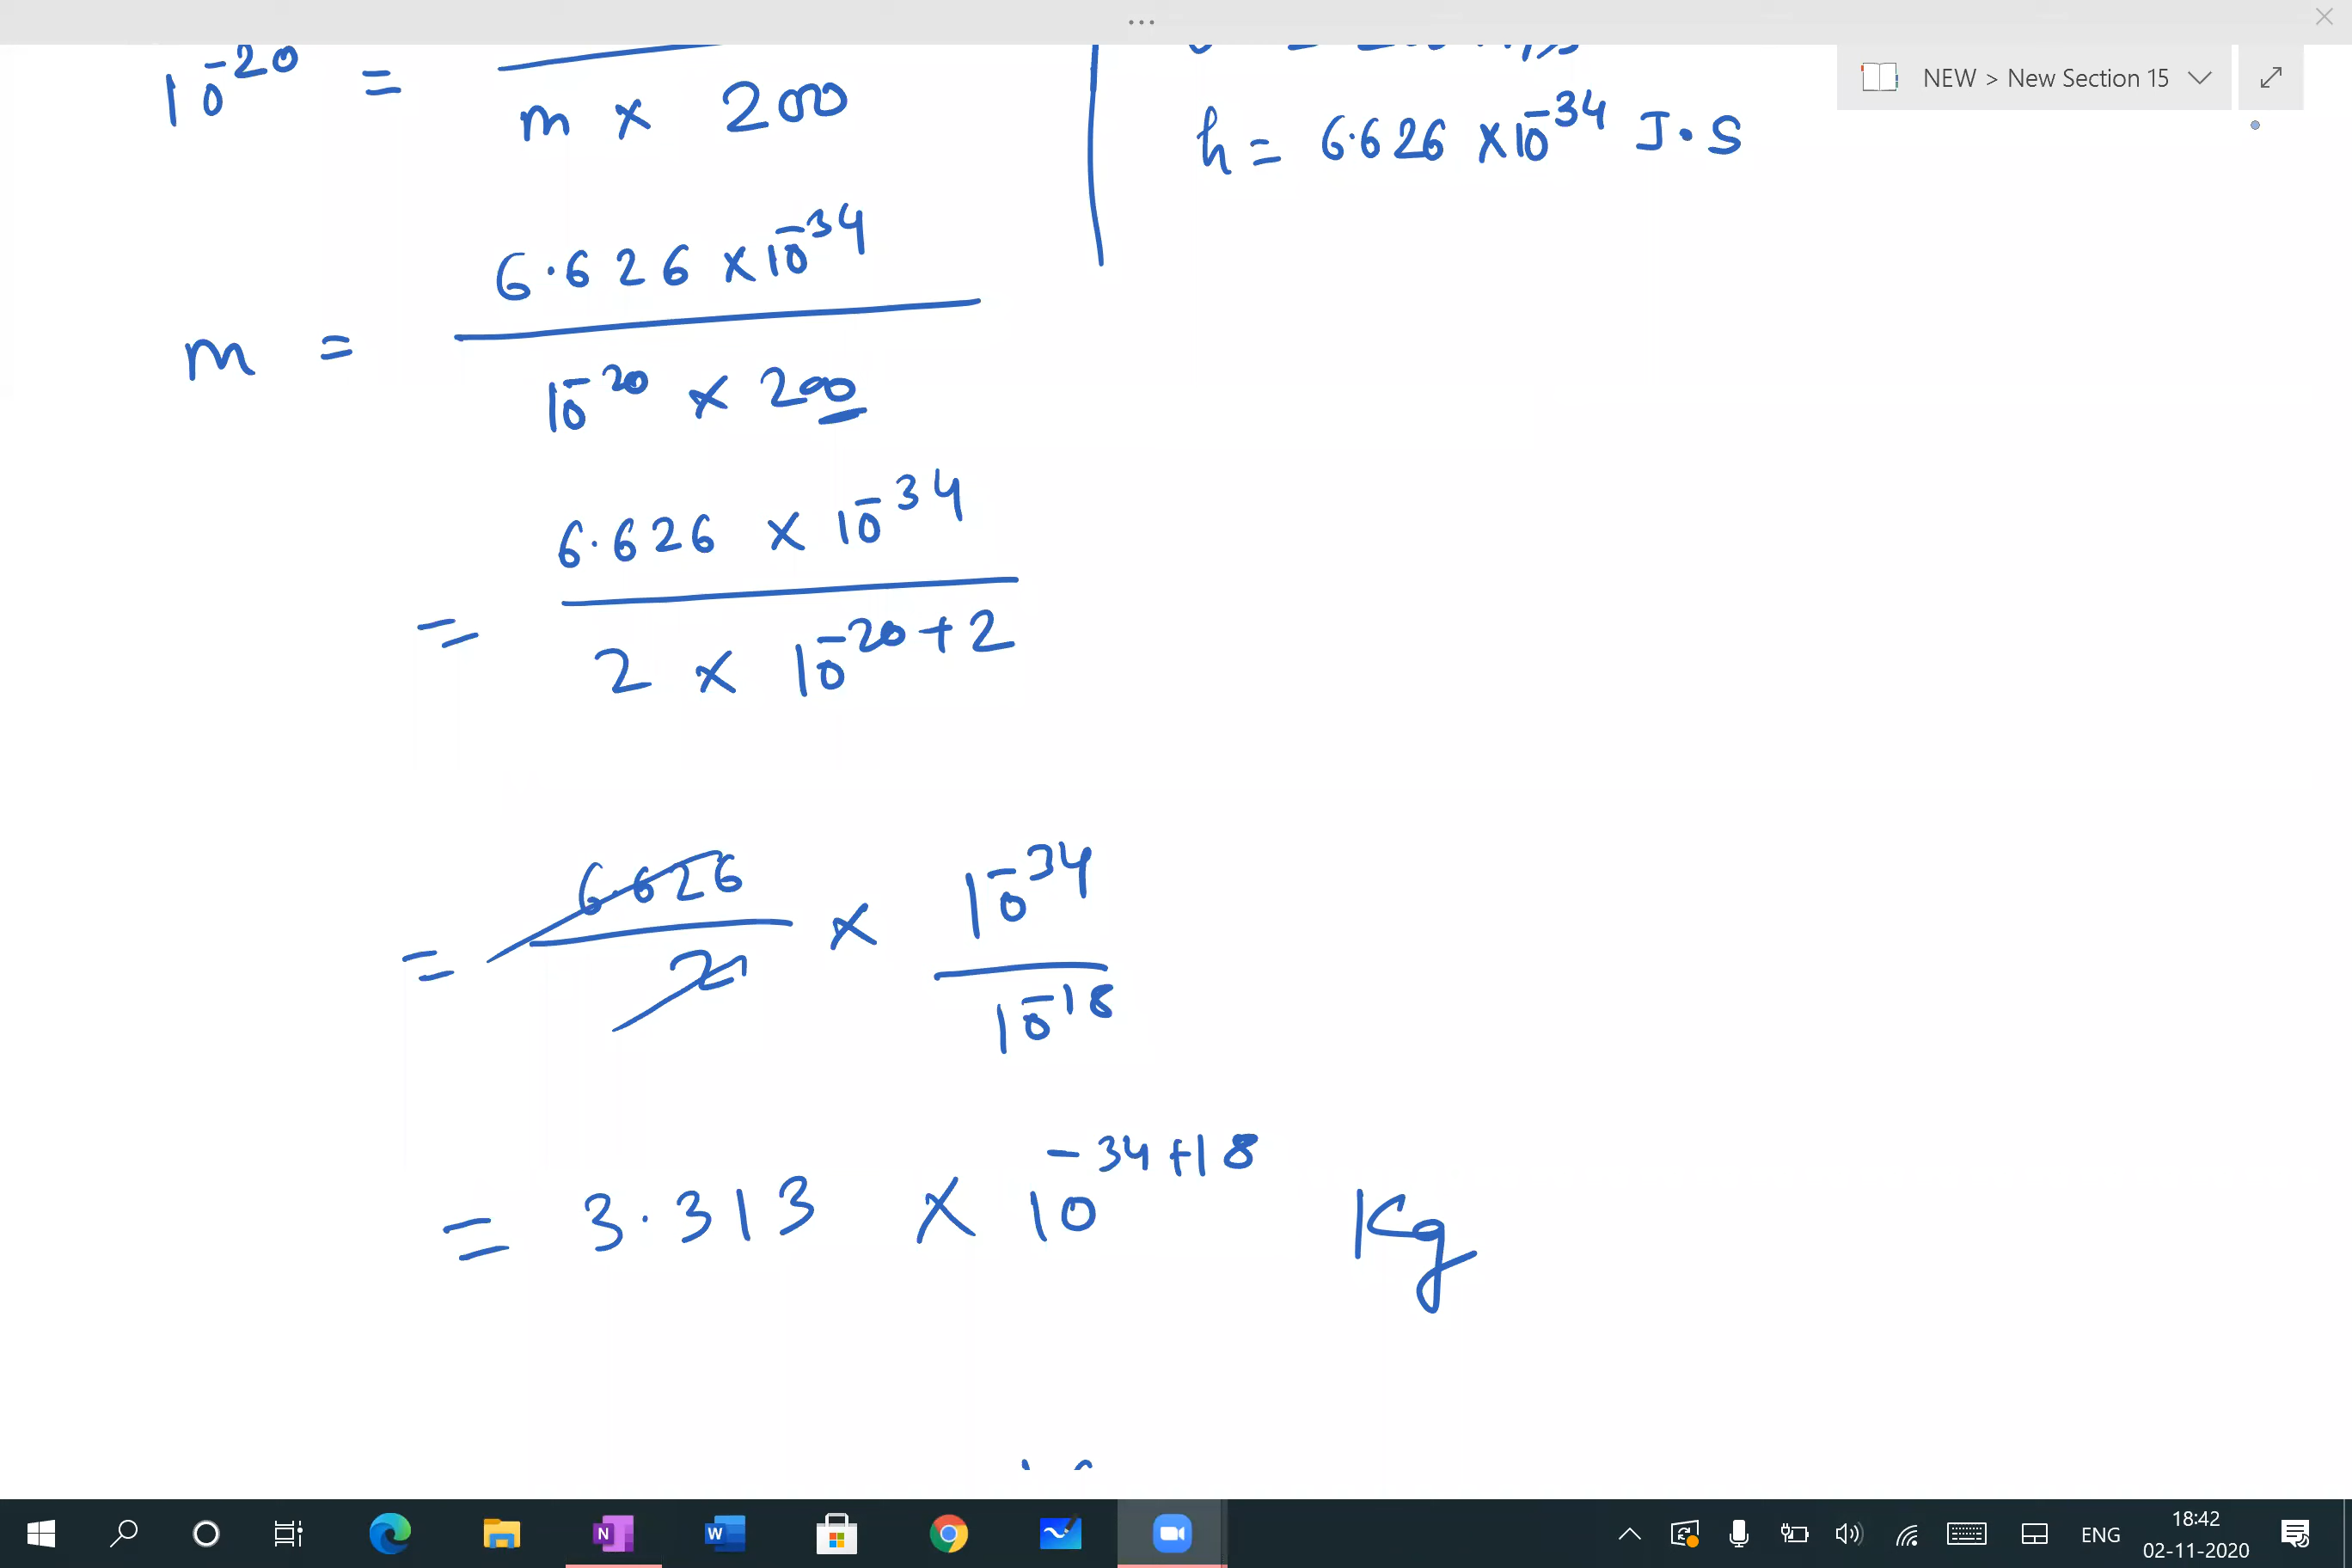 ...
NEW > New Section 15
10^-20 = m × 200
h = 6.626 × 10^-34 J·S
m = 6.626 × 10^-34 / 10^-20 × 200
= 6.626 × 10^-34 / 2 × 10^-20+2
= 6.626 / 2 × 10^-34 / 10^-18
= 3.313 × 10^-34+18 Kg
ENG
18:42
02-11-2020